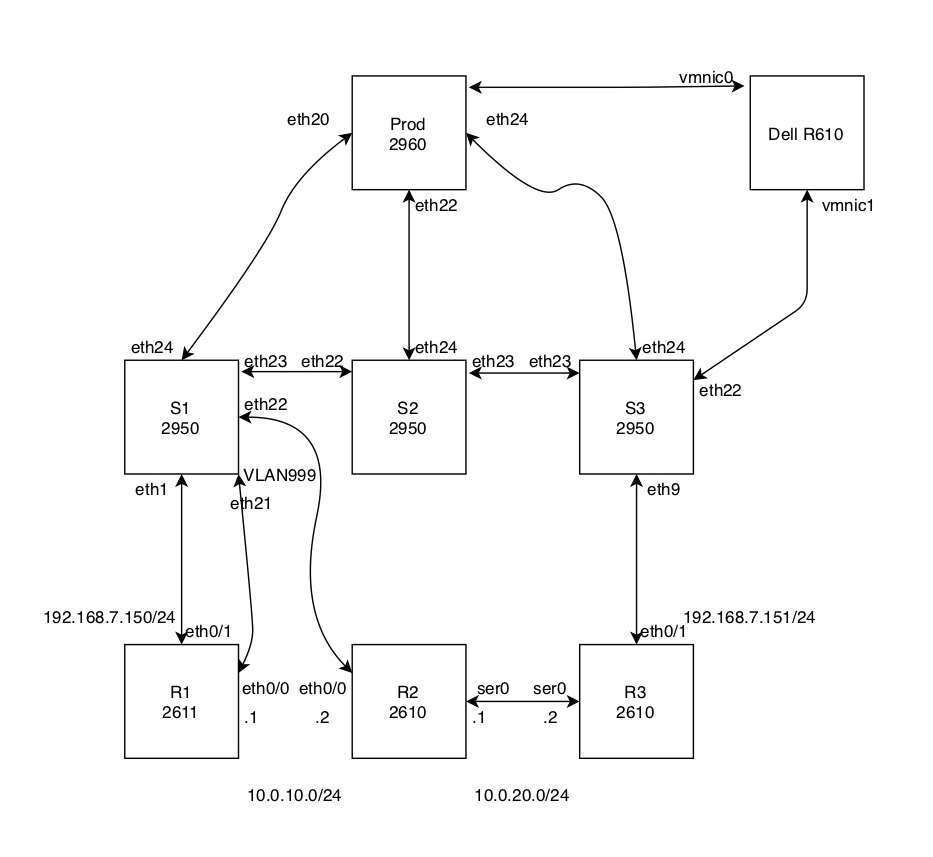 vmnic0
eth20
Prod
2960
eth24
Dell R610
eth22
vmnic1
eth24
eth24
eth24
eth23
eth22
eth23
eth23
eth22
eth22
S1
2950
S2
2950
S3
2950
VLAN999
eth1
eth21
eth9
192.168.7.150/24
192.168.7.151/24
eth0/1
eth0/1
R1
2611
eth0/0
eth0/0
R2
2610
ser0
ser0
R3
2610
.1
.2
.1
.2
10.0.10.0/24
10.0.20.0/24